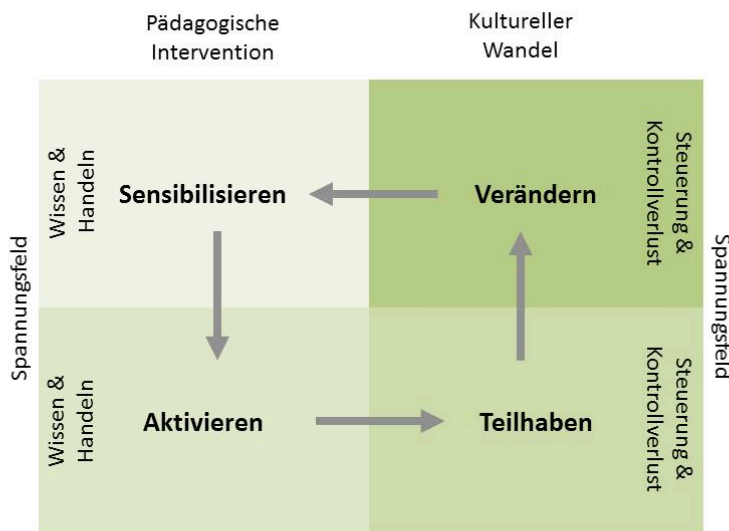 Pädagogische
Intervention
Kultureller
Wandel
Spannungsfeld
Wissen &
Handeln
Sensibilisieren
Verändern
Steuerung &
Kontrollverlust
Spannungsfeld
Wissen &
Handeln
Aktivieren
Teilhaben
Steuerung &
Kontrollverlust